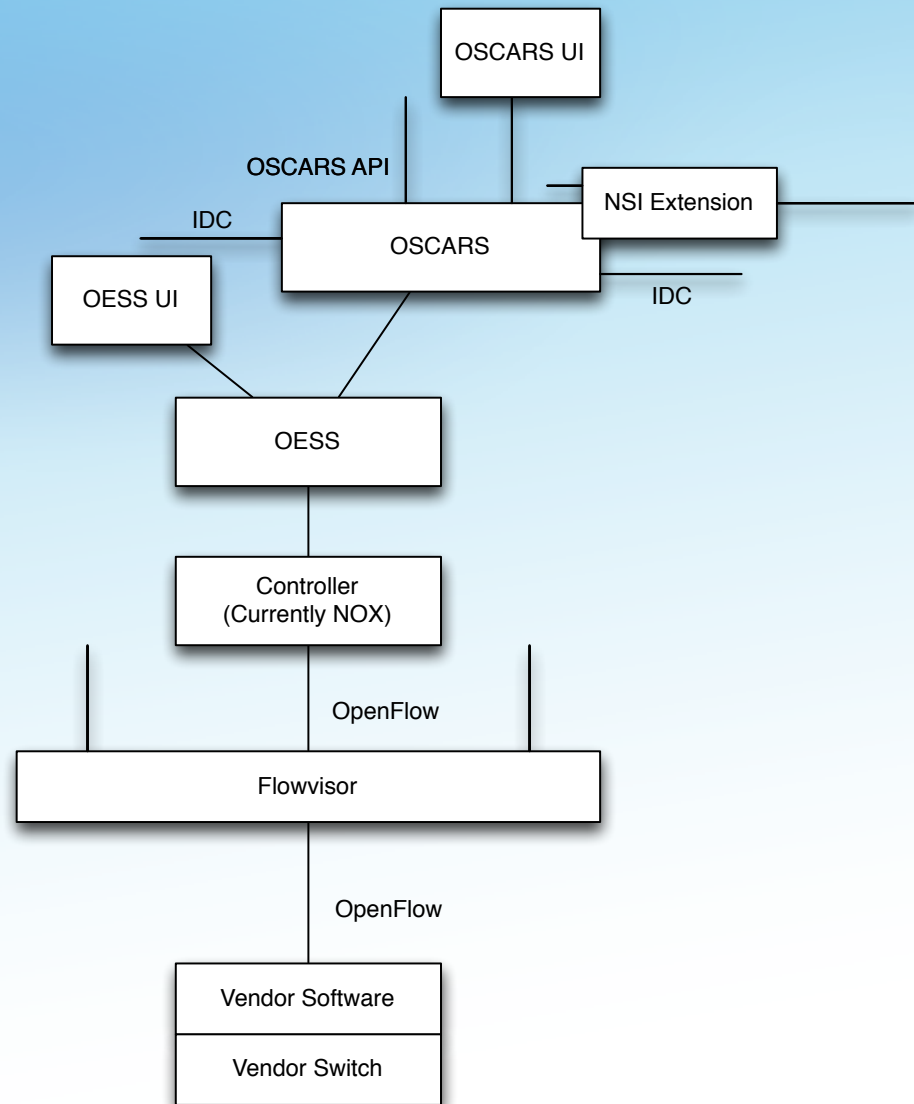 OSCARS UI
OSCARS API
NSI Extension
IDC
OSCARS
OESS UI
IDC
OESS
Controller
(Currently NOX)
OpenFlow
Flowvisor
OpenFlow
Vendor Software
Vendor Switch